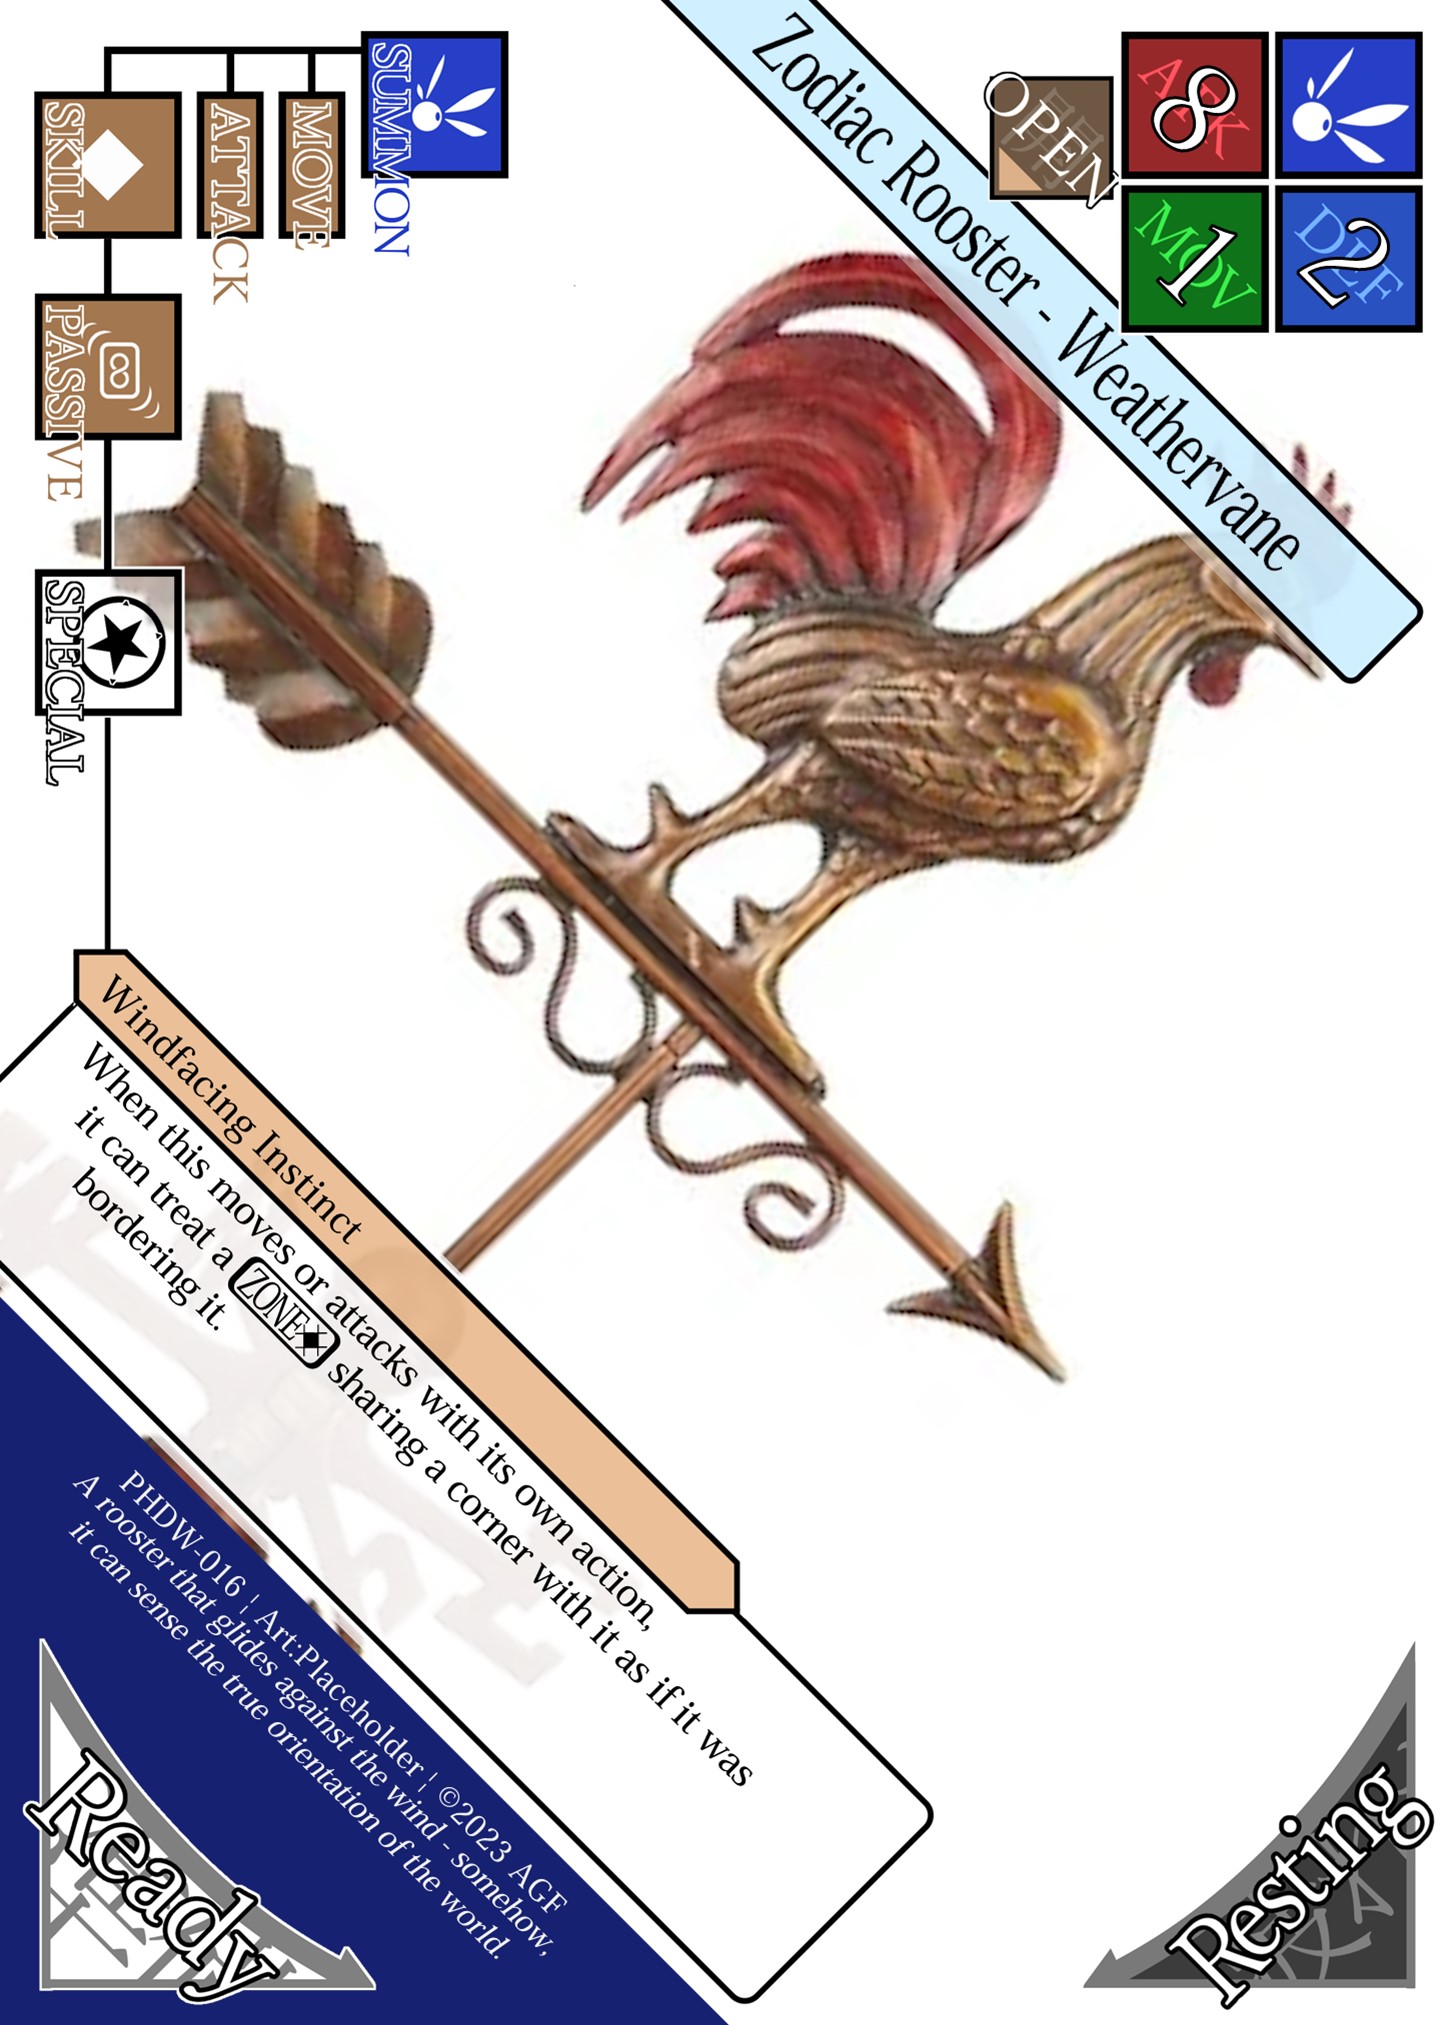 Zodiac Rooster - Weathervane
OPEN
8
ATK
1
MOV
2
DEF
SUMMON
MOVE
ATTACK
SKILL
PASSIVE
8
SPECIAL
Windfacing Instinct
When this moves or attacks with its own action,
it can treat a ZONE sharing a corner with it as if it was
bordering it.
PHDW-016 ¦ Art:Placeholder ¦ ©2023 AGF
A rooster that glides against the wind - somehow,
it can sense the true orientation of the world.
Ready
Resting